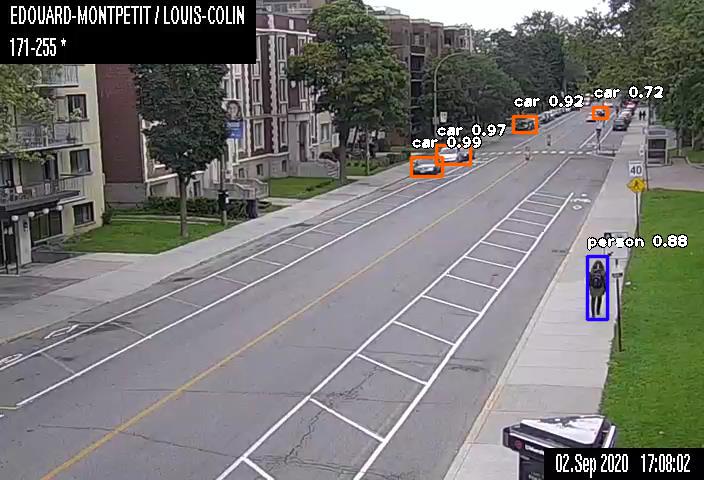 EDOUARD-MONTPETIT / LOUIS-COLIN
171-255 *
car 0.72
car 0.92
car 0.97
car 0.99
40
person 0.88
02.Sep 2020 17:08:02